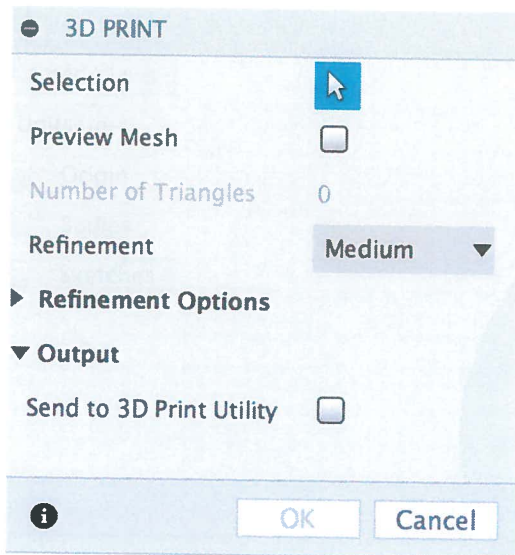 3D PRINT
Selection
Preview Mesh
Number of Triangles 0
Refinement Medium
Refinement Options
Output
Send to 3D Print Utility
OK Cancel